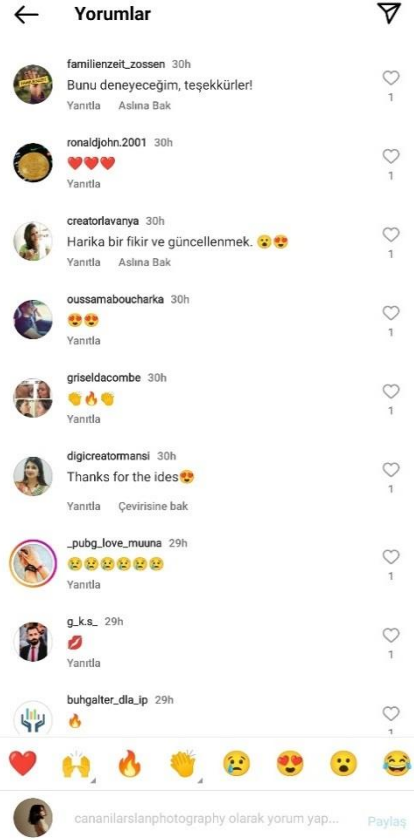 Yorumlar
familienzeit_zossen 30h
Bunu deneyeceğim, teşekkürler!
Yanıtla Aslına Bak
1
ronaldjohn.2001 30h
❤️❤️❤️
Yanıtla
1
creatorlavanya 30h
Harika bir fikir ve güncellenmek. 😮😍
Yanıtla Aslına Bak
1
oussamaboucharka 30h
😍😍
Yanıtla
1
griseldacombe 30h
👏🔥👏
Yanıtla
1
digicreatormansi 30h
Thanks for the ides😍
Yanıtla Çevirisine bak
1
_pubg_love_muuna 29h
😢😢😢😢😢😢
Yanıtla
1
g_k.s_ 29h
💋
Yanıtla
1
buhgalter_dla_ip 29h
🔥
1
❤️🙌🔥👏😢😍😮😂
cananilarslanphotography olarak yorum yap... Paylaş